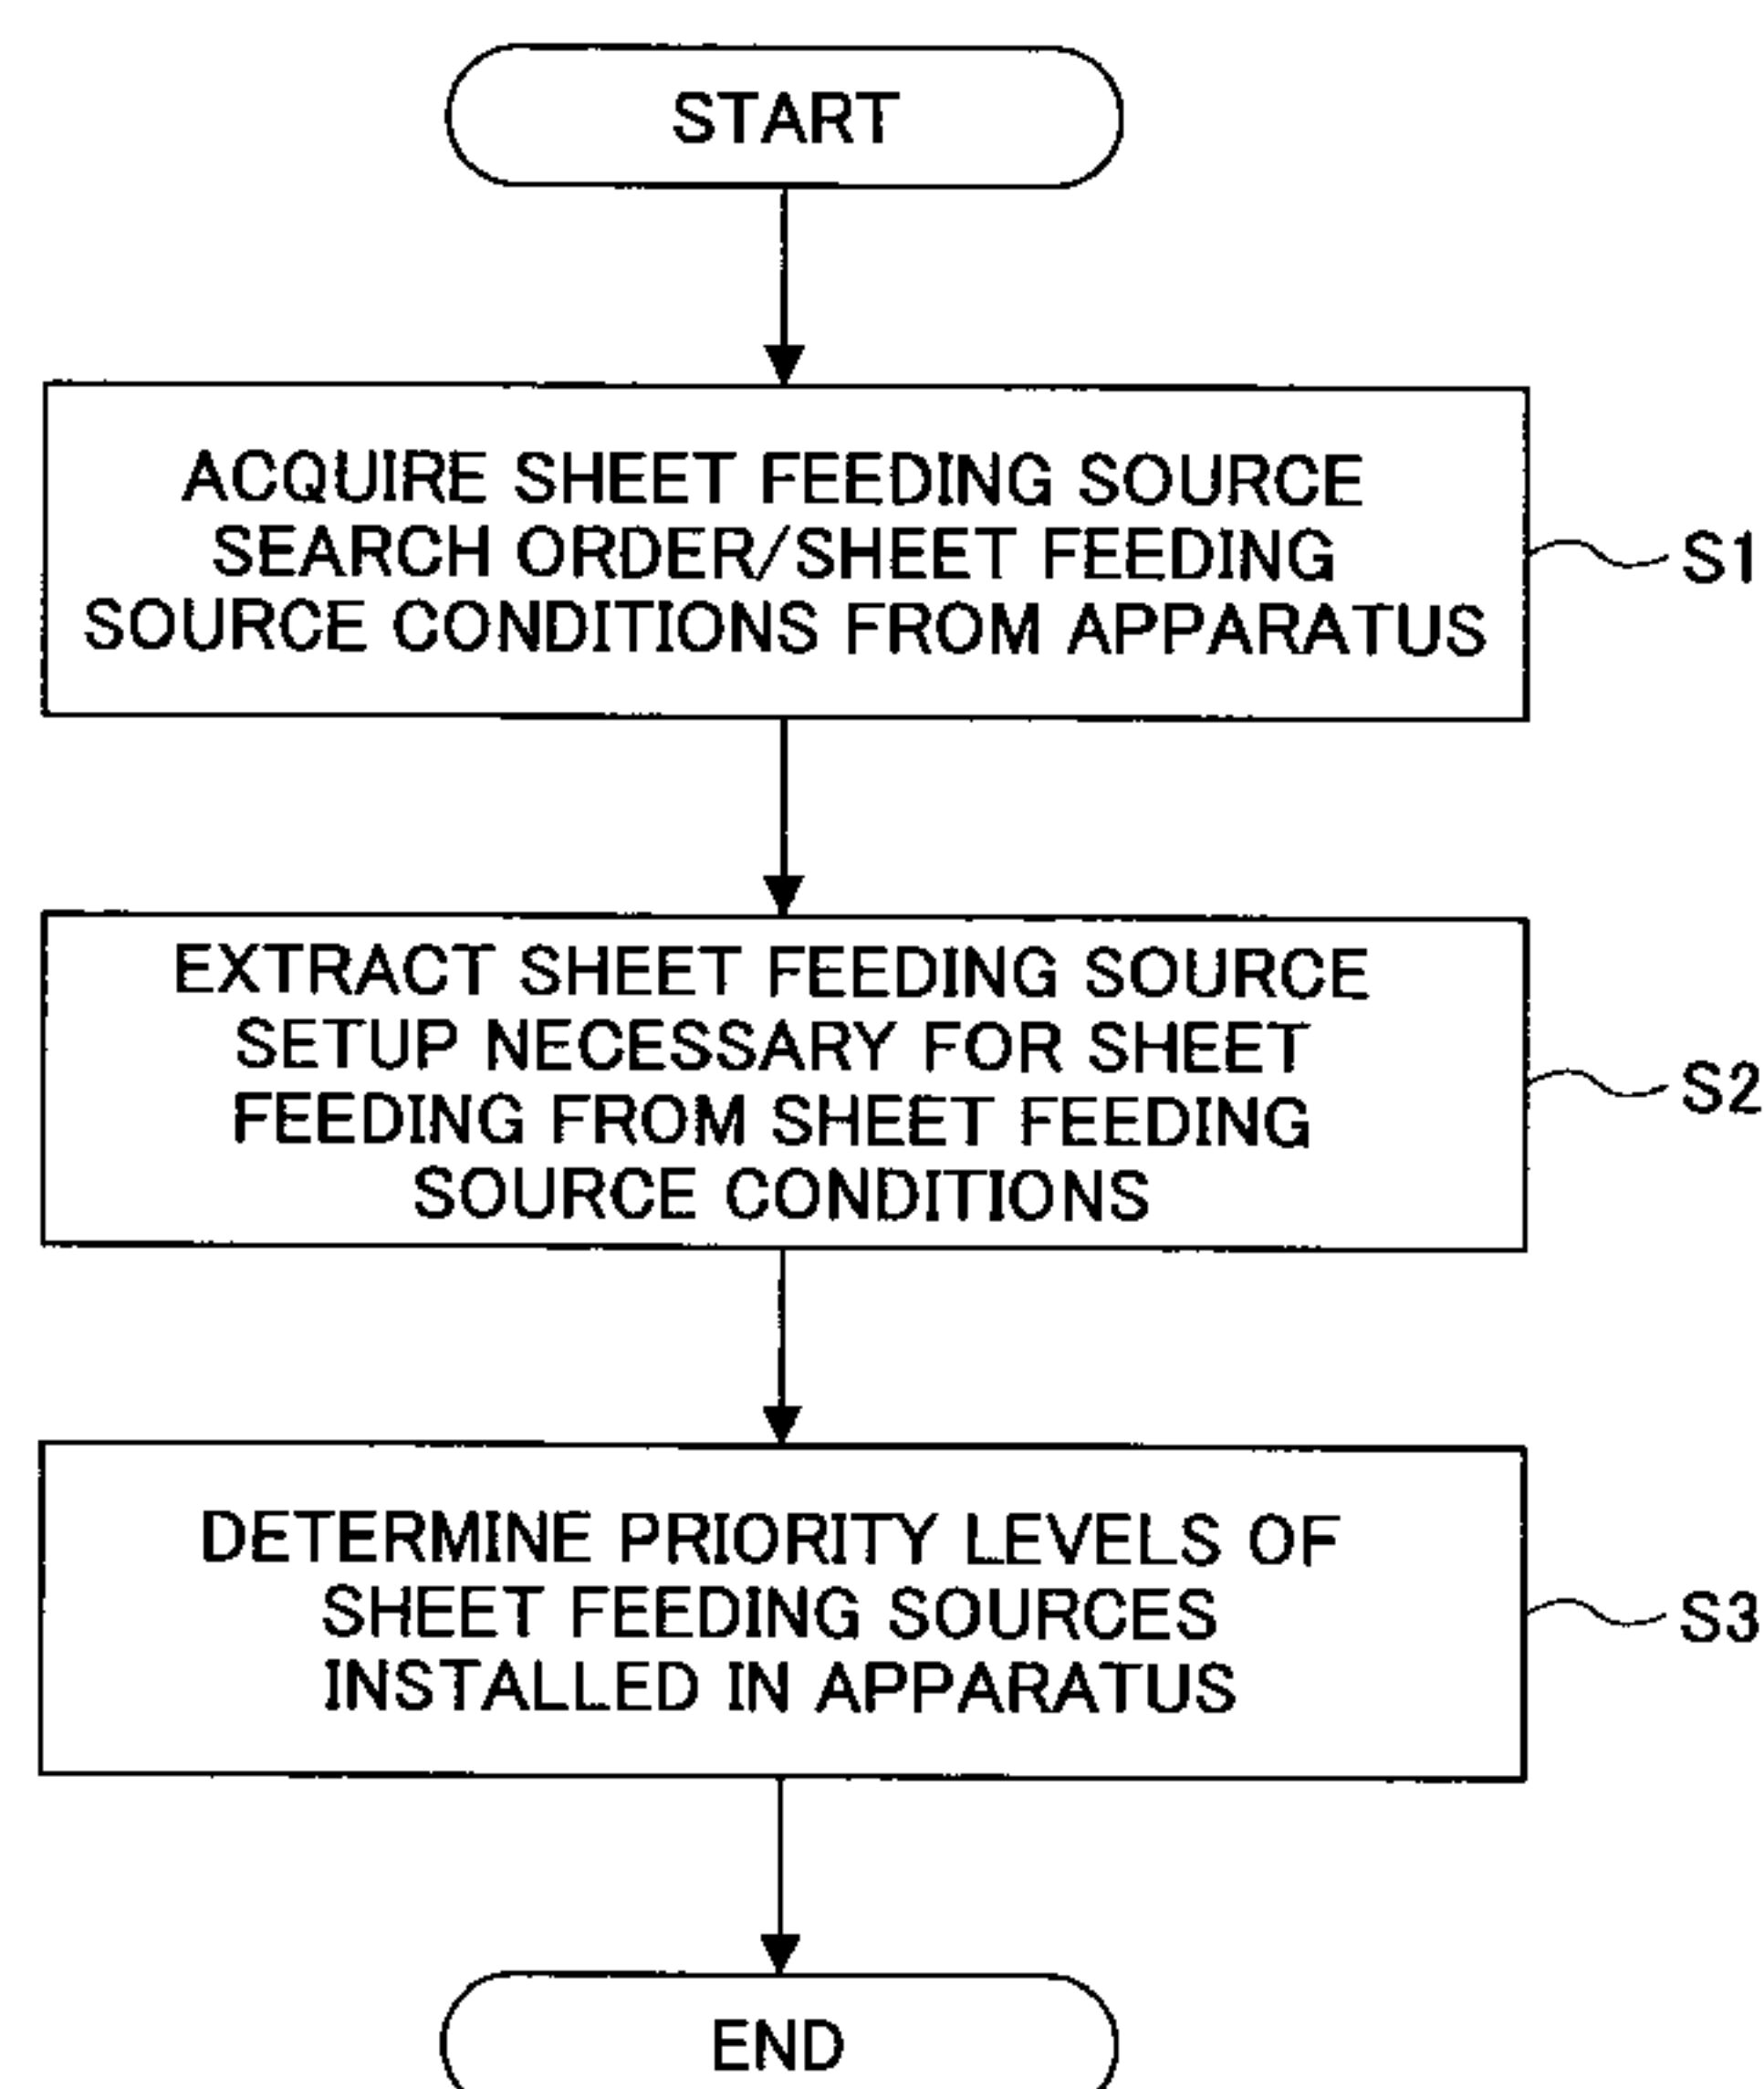 START
ACQUIRE SHEET FEEDING SOURCE
SEARCH ORDER/SHEET FEEDING
SOURCE CONDITIONS FROM APPARATUS
S1
EXTRACT SHEET FEEDING SOURCE
SETUP NECESSARY FOR SHEET
FEEDING FROM SHEET FEEDING
SOURCE CONDITIONS
S2
DETERMINE PRIORITY LEVELS OF
SHEET FEEDING SOURCES
INSTALLED IN APPARATUS
S3
END